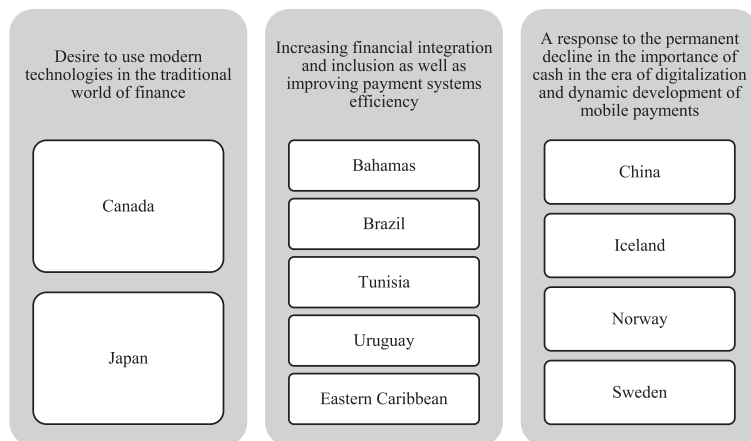 Desire to use modern
technologies in the traditional
world of finance
Canada
Japan
Increasing financial integration
and inclusion as well as
improving payment systems
efficiency
Bahamas
Brazil
Tunisia
Uruguay
Eastern Caribbean
A response to the permanent
decline in the importance of
cash in the era of digitalization
and dynamic development of
mobile payments
China
Iceland
Norway
Sweden